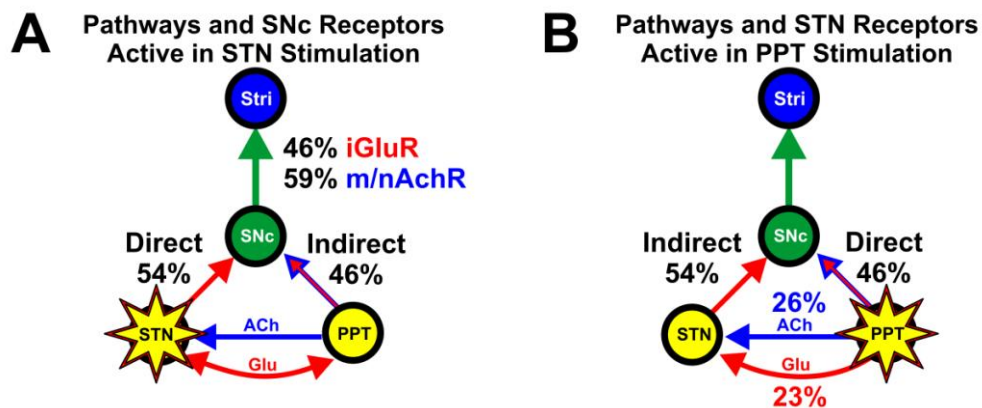 A
Pathways and SNc Receptors
Active in STN Stimulation
Stri
46% iGluR
59% m/nAchR
SNc
Direct
54%
Indirect
46%
STN
ACh
PPT
Glu
B
Pathways and STN Receptors
Active in PPT Stimulation
Stri
SNc
Indirect
54%
Direct
46%
26%
STN
ACh
PPT
Glu
23%